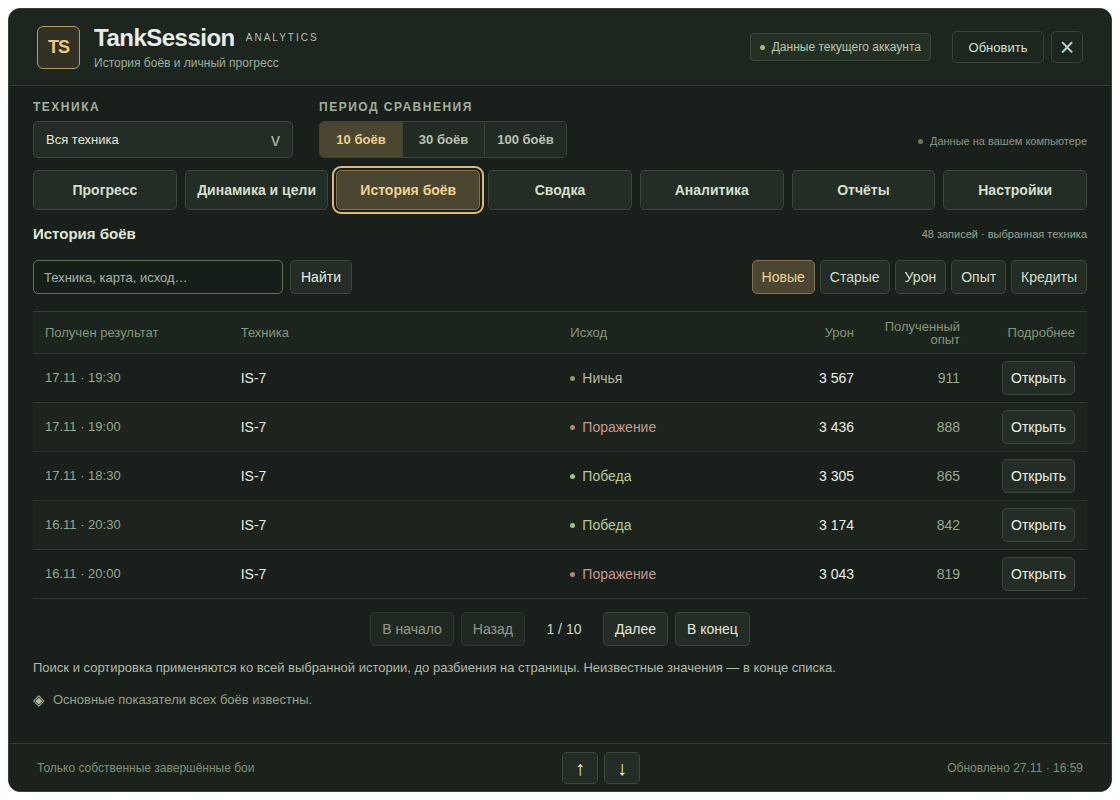 TS
TankSession ANALYTICS
История боёв и личный прогресс
Данные текущего аккаунта
Обновить
ТЕХНИКА
ПЕРИОД СРАВНЕНИЯ
Вся техника
10 боёв 30 боёв 100 боёв
Данные на вашем компьютере
Прогресс Динамика и цели История боёв Сводка Аналитика Отчёты Настройки
История боёв
48 записей · выбранная техника
Техника, карта, исход… Найти
Новые Старые Урон Опыт Кредиты
Получен результат Техника Исход Урон Полученный опыт Подробнее
17.11 · 19:30 IS-7 Ничья 3 567 911 Открыть
17.11 · 19:00 IS-7 Поражение 3 436 888 Открыть
17.11 · 18:30 IS-7 Победа 3 305 865 Открыть
16.11 · 20:30 IS-7 Победа 3 174 842 Открыть
16.11 · 20:00 IS-7 Поражение 3 043 819 Открыть
В начало Назад 1 / 10 Далее В конец
Поиск и сортировка применяются ко всей выбранной истории, до разбиения на страницы. Неизвестные значения — в конце списка.
◈ Основные показатели всех боёв известны.
Только собственные завершённые бои
↑ ↓
Обновлено 27.11 · 16:59